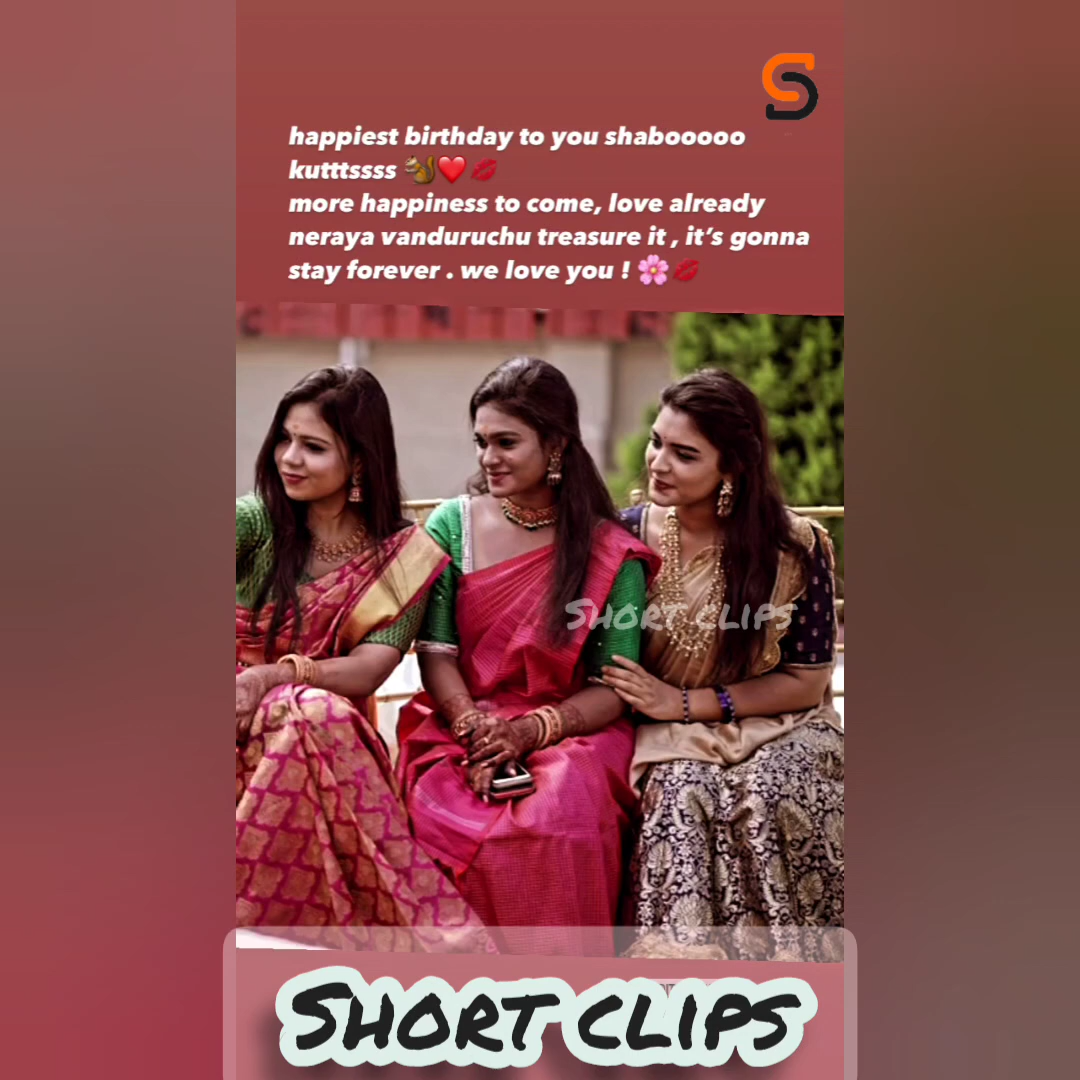 happiest birthday to you shabooooo
kutttssss 🐿️❤️💋
more happiness to come, love already
neraya vanduruchu treasure it , it’s gonna
stay forever . we love you ! 🌸💋
SHORT CLIPS
SHORT CLIPS